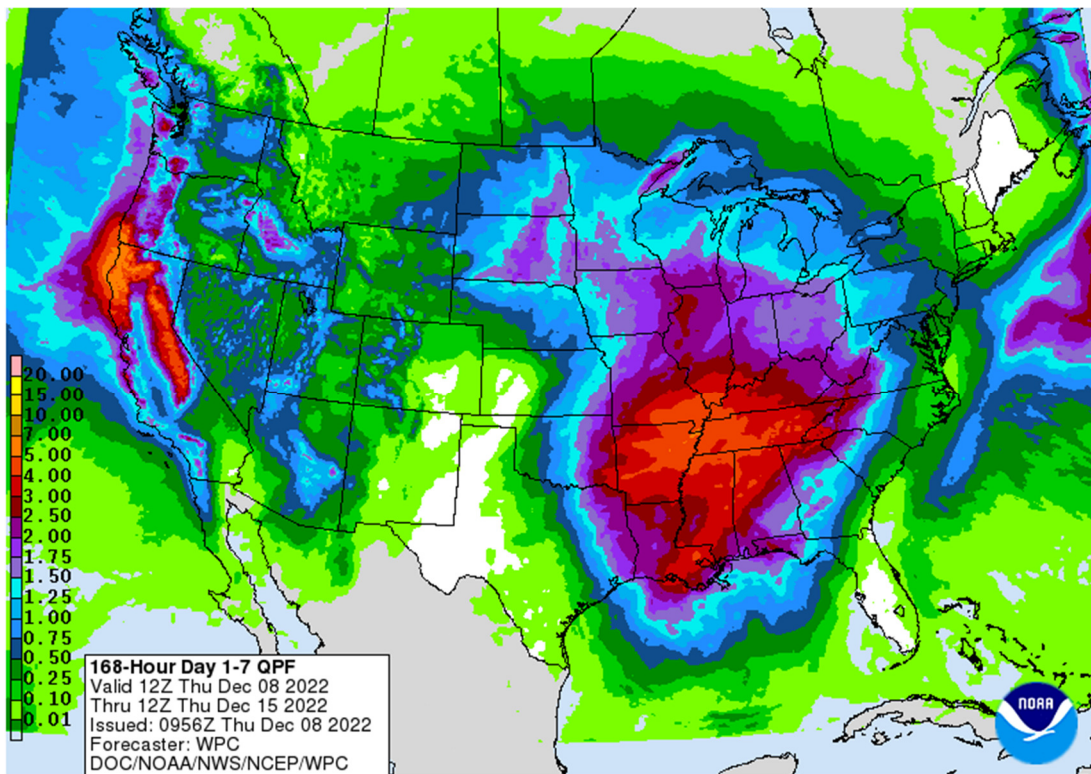 20.00
15.00
10.00
7.00
5.00
4.00
3.00
2.50
2.00
1.75
1.50
1.25
1.00
0.75
0.50
0.25
0.10
0.01
168-Hour Day 1-7 QPF
Valid 12Z Thu Dec 08 2022
Thru 12Z Thu Dec 15 2022
Issued: 0956Z Thu Dec 08 2022
Forecaster: WPC
DOC/NOAA/NWS/NCEP/WPC
NOAA